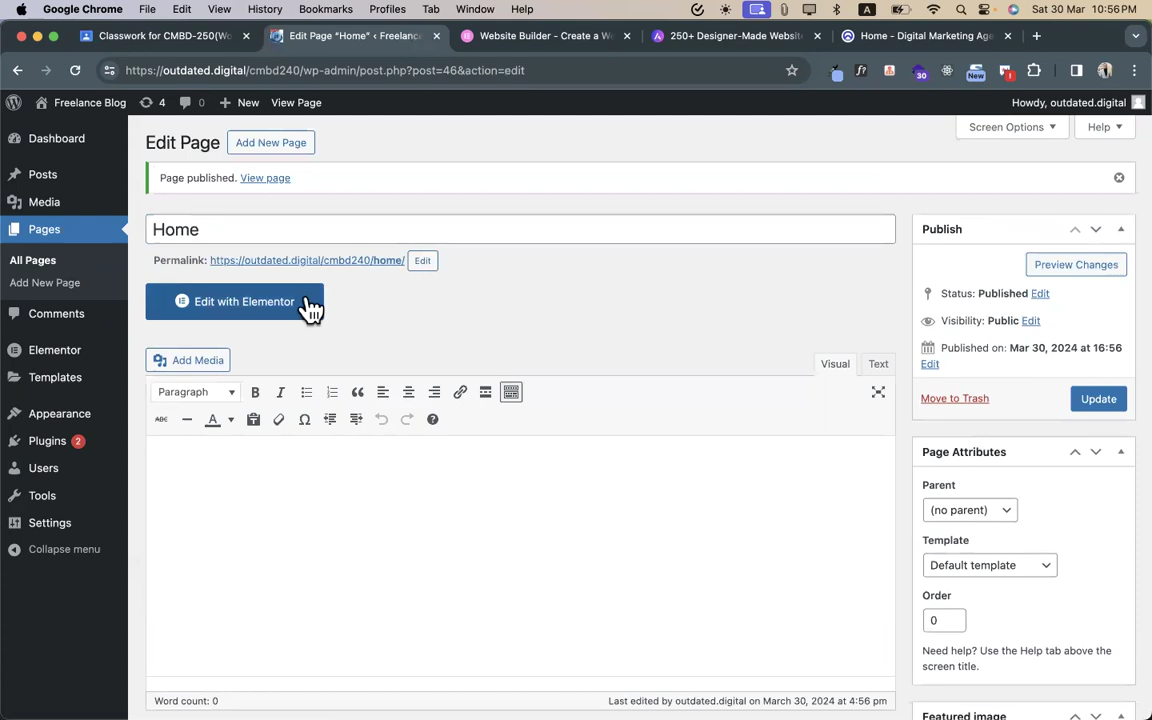 Google Chrome File Edit View History Bookmarks Profiles Tab Window Help A Sat 30 Mar 10:56 PM
Classwork for CMBD-250(W Edit Page "Home" ‹ Freelance Website Builder - Create a W 250+ Designer-Made Websit Home - Digital Marketing Age
https://outdated.digital/cmbd240/wp-admin/post.php?post=46&action=edit 30 New
Freelance Blog 4 0 New View Page Howdy, outdated.digital
Screen Options Help
Dashboard
Posts
Media
Pages
All Pages
Add New Page
Comments
Elementor
Templates
Appearance
Plugins 2
Users
Tools
Settings
Collapse menu
Edit Page Add New Page
Page published. View page
Home
Permalink: https://outdated.digital/cmbd240/home/ Edit
Edit with Elementor
Add Media
Visual Text
Paragraph B I
ABC A Ω
Word count: 0 Last edited by outdated.digital on March 30, 2024 at 4:56 pm
Publish
Preview Changes
Status: Published Edit
Visibility: Public Edit
Published on: Mar 30, 2024 at 16:56
Edit
Move to Trash Update
Page Attributes
Parent
(no parent)
Template
Default template
Order
0
Need help? Use the Help tab above the
screen title.
Featured image